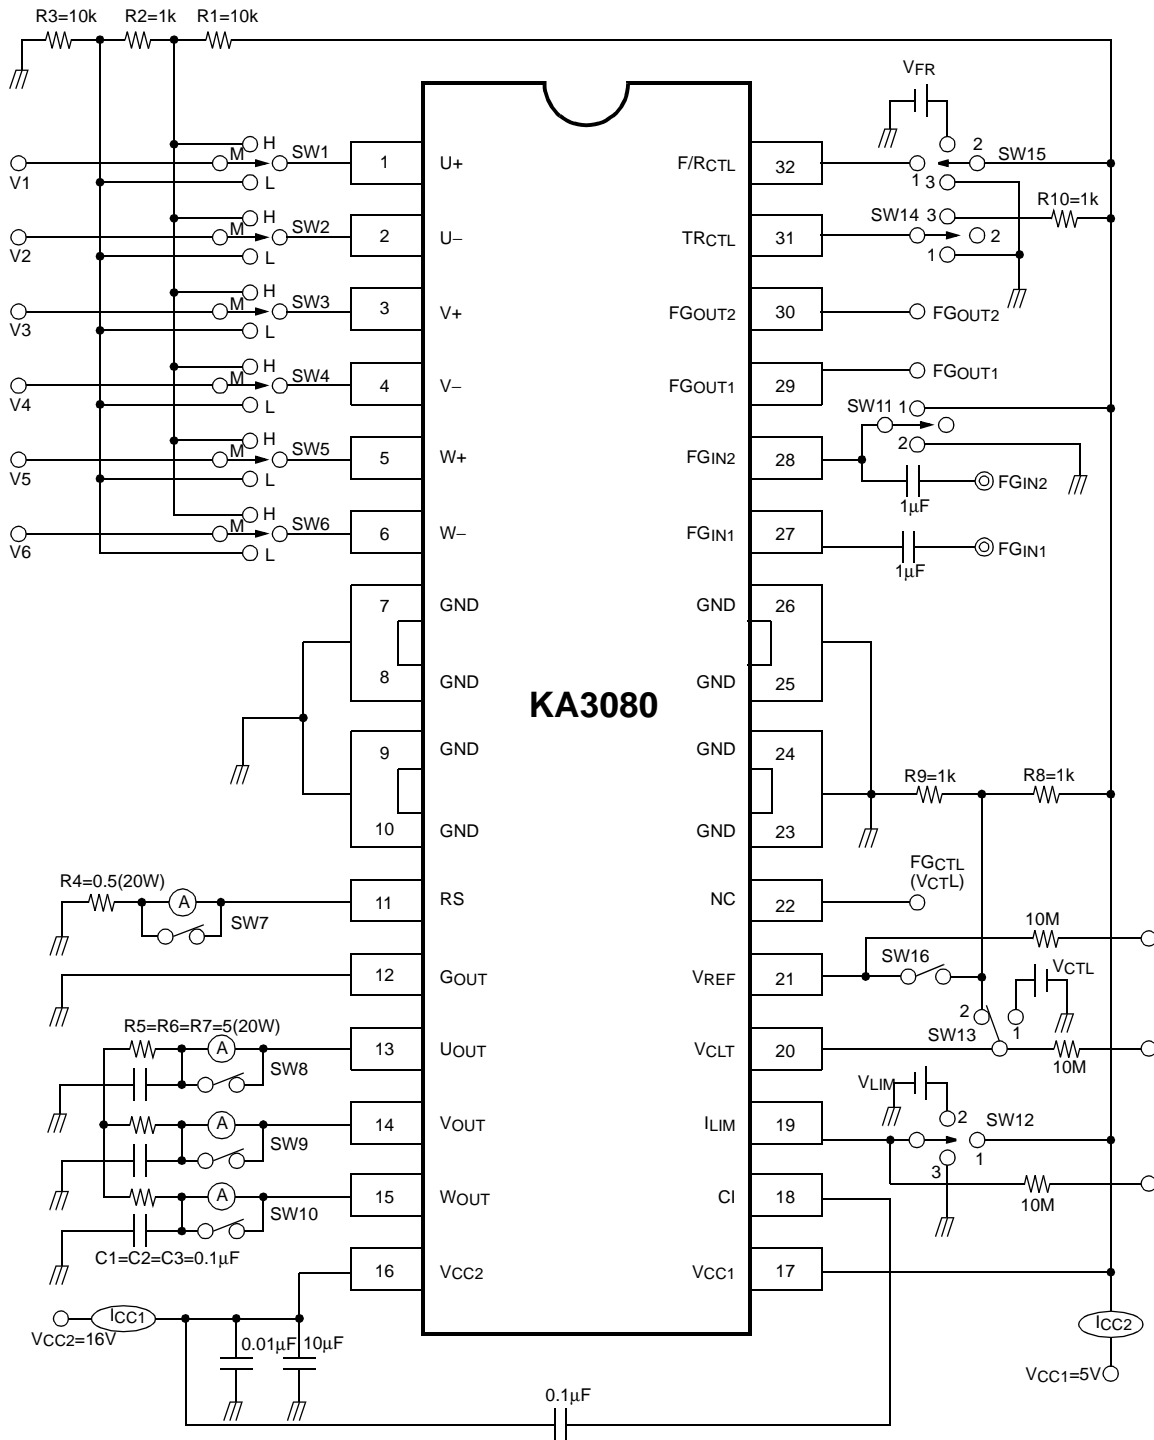 R3=10k R2=1k R1=10k
VFR
V1 M H SW1 1 U+ F/RCTL 32 1 2 SW15
L 3
V2 M H SW2 2 U− TRCTL 31 SW14 3 R10=1k
L 1 2
V3 M H SW3 3 V+ FGOUT2 30 FGOUT2
L
V4 M H SW4 4 V− FGOUT1 29 FGOUT1
L SW11 1
V5 M H SW5 5 W+ FGIN2 28 2
L 1μF FGIN2
V6 M H SW6 6 W− FGIN1 27
L 1μF FGIN1
7 GND GND 26
8 GND GND 25
KA3080
9 GND GND 24
R9=1k R8=1k
10 GND GND 23
FGCTL
(VCTL)
R4=0.5(20W) A SW7 11 RS NC 22
10M
12 GOUT VREF 21 SW16
VCTL
R5=R6=R7=5(20W) 2 1
A SW8 13 UOUT VCLT 20 SW13
10M
VLIM
A SW9 14 VOUT ILIM 19 2 SW12
3 1
A SW10 15 WOUT CI 18 10M
C1=C2=C3=0.1μF
16 VCC2 VCC1 17
ICC1 ICC2
VCC2=16V 0.01μF 10μF
VCC1=5V
0.1μF